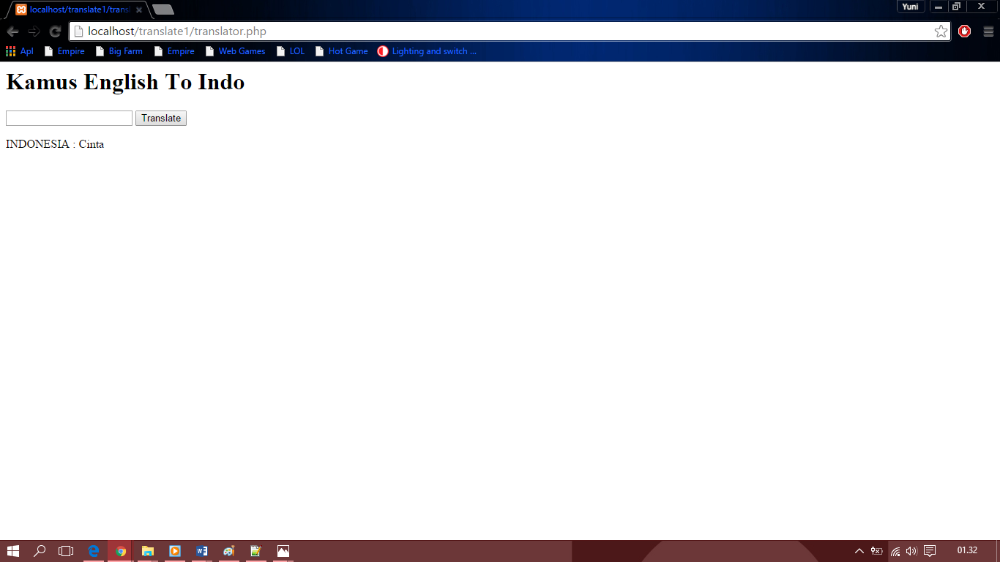 localhost/translate1/trans
Yuni
localhost/translate1/translator.php
Apl Empire Big Farm Empire Web Games LOL Hot Game Lighting and switch ...
Kamus English To Indo
Translate
INDONESIA : Cinta
01.32